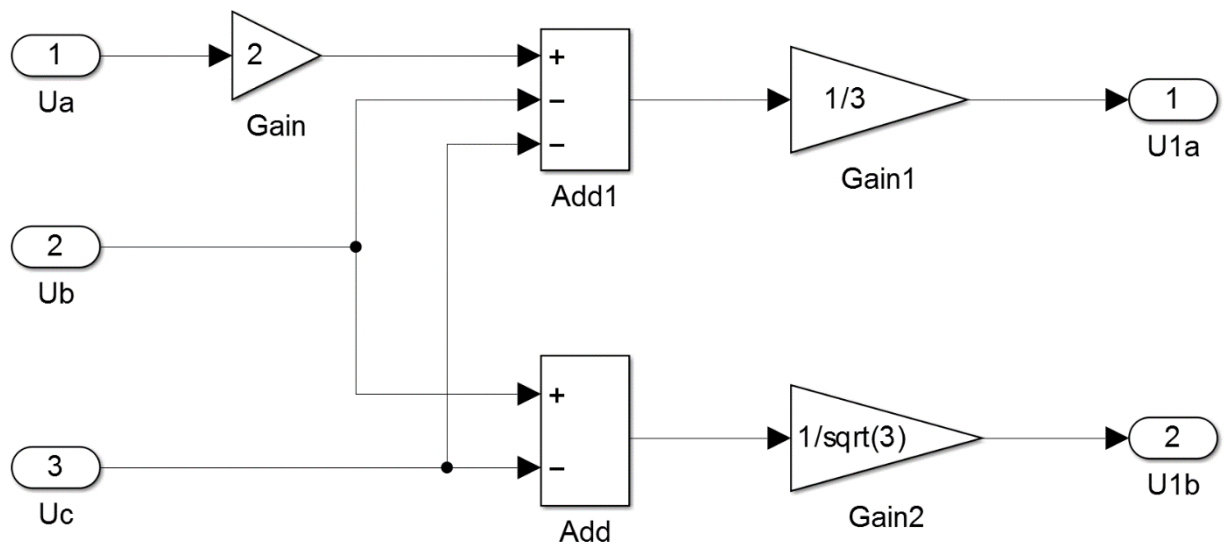 1
Ua
2
Gain
+
−
−
Add1
1/3
Gain1
1
U1a
2
Ub
3
Uc
+
−
Add
1/sqrt(3)
Gain2
2
U1b